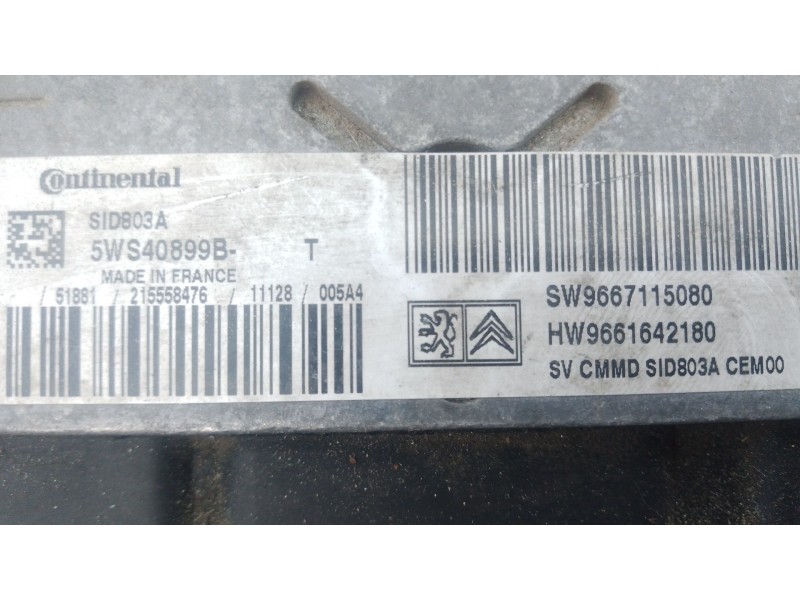 Continental
SID803A
5WS40899B- T
MADE IN FRANCE
/ 51881 / 215558476 / 11128 / 005A4
SW9667115080
HW9661642180
SV CMMD SID803A CEM00